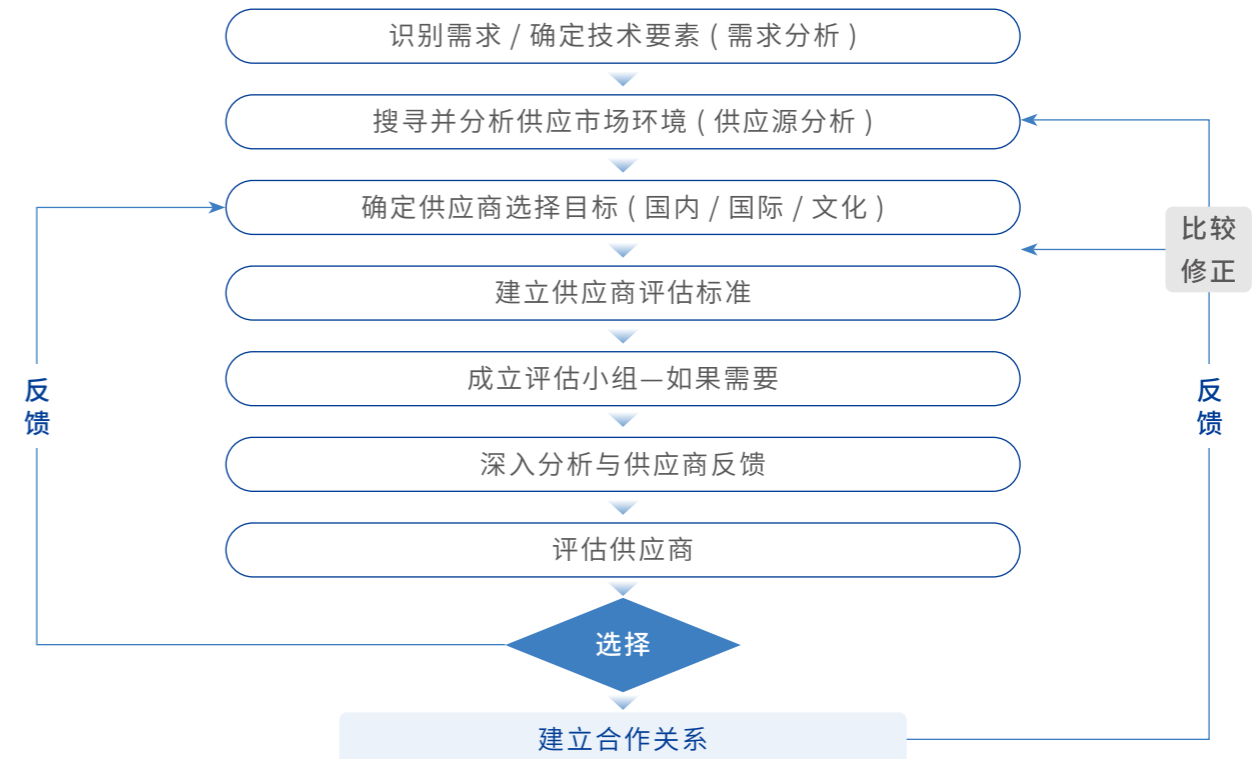 识别需求 / 确定技术要素 ( 需求分析 )
搜寻并分析供应市场环境 ( 供应源分析 )
确定供应商选择目标 ( 国内 / 国际 / 文化 )
比较
修正
建立供应商评估标准
成立评估小组—如果需要
反
馈
反
馈
深入分析与供应商反馈
评估供应商
选择
建立合作关系